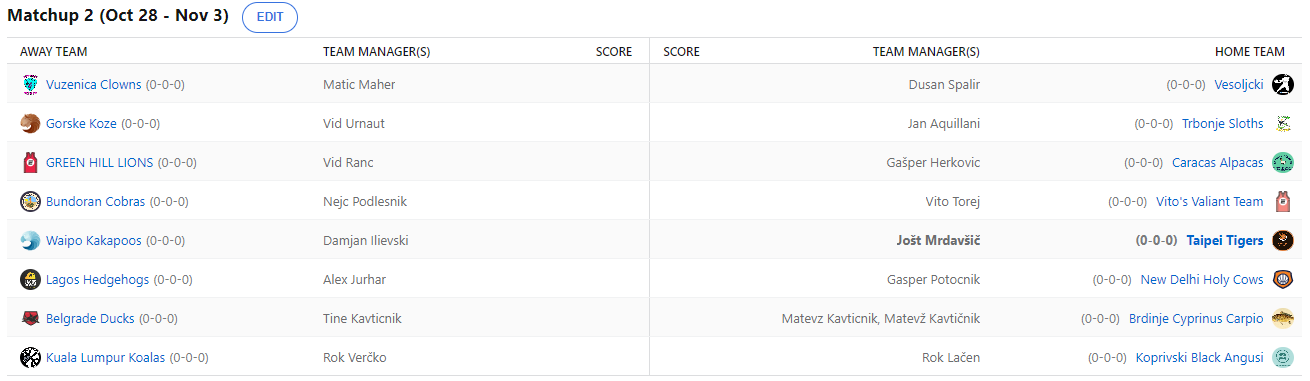 Matchup 2 (Oct 28 - Nov 3) EDIT
AWAY TEAM TEAM MANAGER(S) SCORE SCORE TEAM MANAGER(S) HOME TEAM
Vuzenica Clowns (0-0-0) Matic Maher Dusan Spalir (0-0-0) Vesoljcki
Gorske Koze (0-0-0) Vid Urnaut Jan Aquillani (0-0-0) Trbonje Sloths
GREEN HILL LIONS (0-0-0) Vid Ranc Gašper Herkovic (0-0-0) Caracas Alpacas
Bundoran Cobras (0-0-0) Nejc Podlesnik Vito Torej (0-0-0) Vito's Valiant Team
Waipo Kakapoos (0-0-0) Damjan Ilievski Jošt Mrdavšič (0-0-0) Taipei Tigers
Lagos Hedgehogs (0-0-0) Alex Jurhar Gasper Potocnik (0-0-0) New Delhi Holy Cows
Belgrade Ducks (0-0-0) Tine Kavticnik Matevz Kavticnik, Matevž Kavtičnik (0-0-0) Brdinje Cyprinus Carpio
Kuala Lumpur Koalas (0-0-0) Rok Verčko Rok Lačen (0-0-0) Koprivski Black Angusi